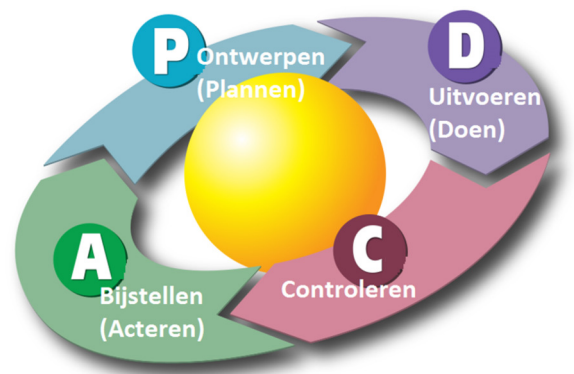 P
Ontwerpen
(Plannen)
D
Uitvoeren
(Doen)
C
Controleren
A
Bijstellen
(Acteren)